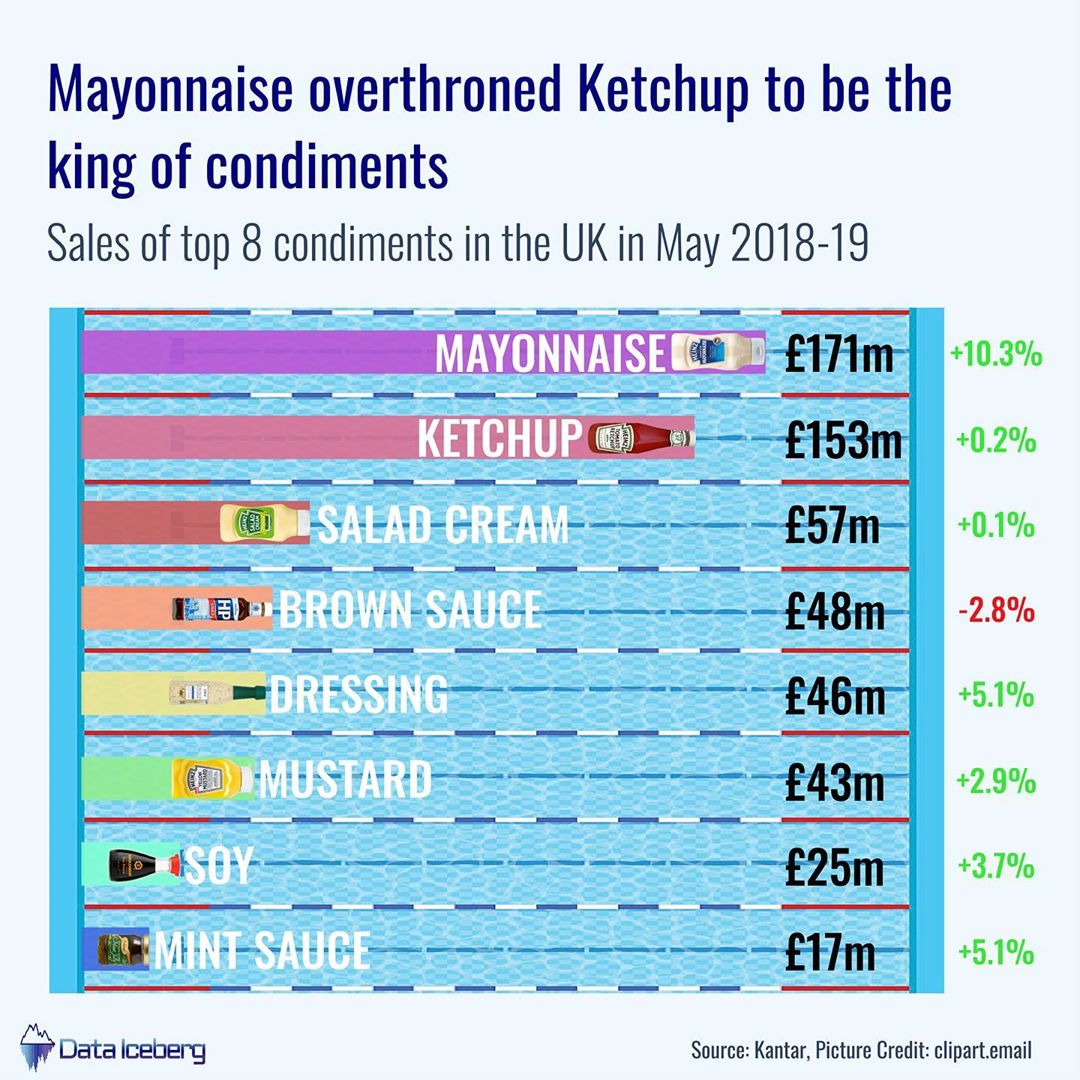 Mayonnaise overthroned Ketchup to be the
king of condiments
Sales of top 8 condiments in the UK in May 2018-19
MAYONNAISE £171m +10.3%
KETCHUP £153m +0.2%
SALAD CREAM £57m +0.1%
BROWN SAUCE £48m -2.8%
HP
DRESSING £46m +5.1%
MUSTARD £43m +2.9%
SOY £25m +3.7%
MINT SAUCE £17m +5.1%
Data Iceberg
Source: Kantar, Picture Credit: clipart.email